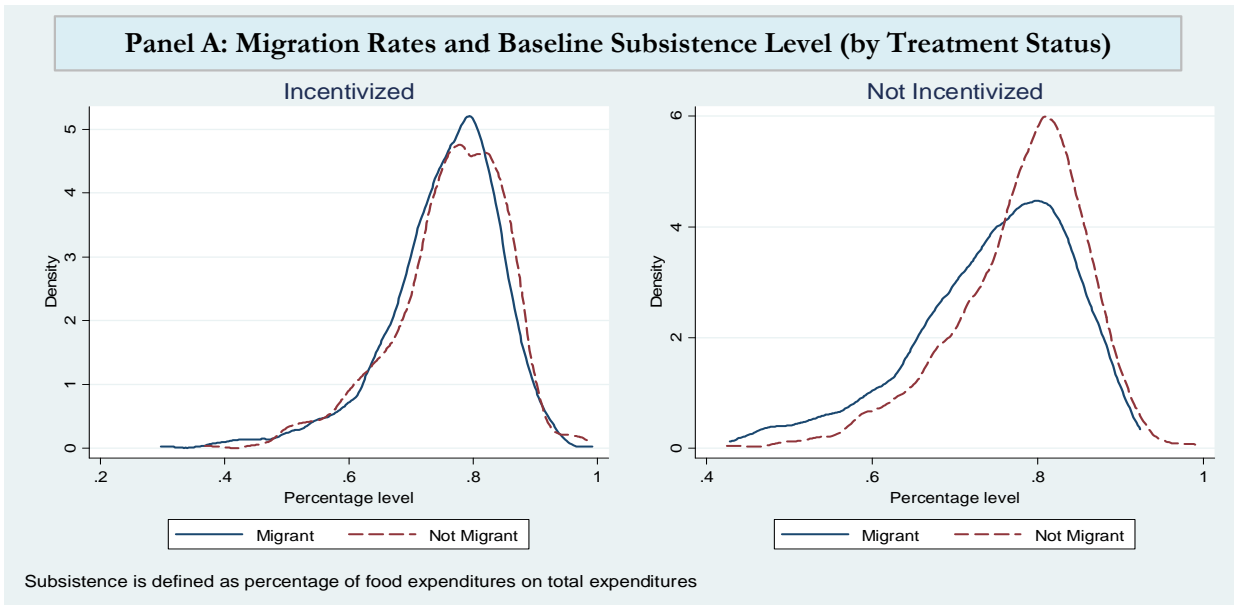 Panel A: Migration Rates and Baseline Subsistence Level (by Treatment Status)
Incentivized
Density
5
4
3
2
1
0
.2
.4
.6
.8
1
Percentage level
Migrant
Not Migrant
Not Incentivized
Density
6
4
2
0
.4
.6
.8
1
Percentage level
Migrant
Not Migrant
Subsistence is defined as percentage of food expenditures on total expenditures